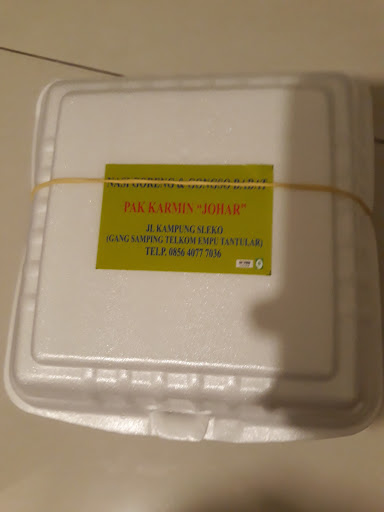 NASI GORENG & GONGSO BABAT
PAK KARMIN "JOHAR"
JL KAMPUNG SLEKO
(GANG SAMPING TELKOM EMPU TANTULAR)
TELP. 0856 4077 7036